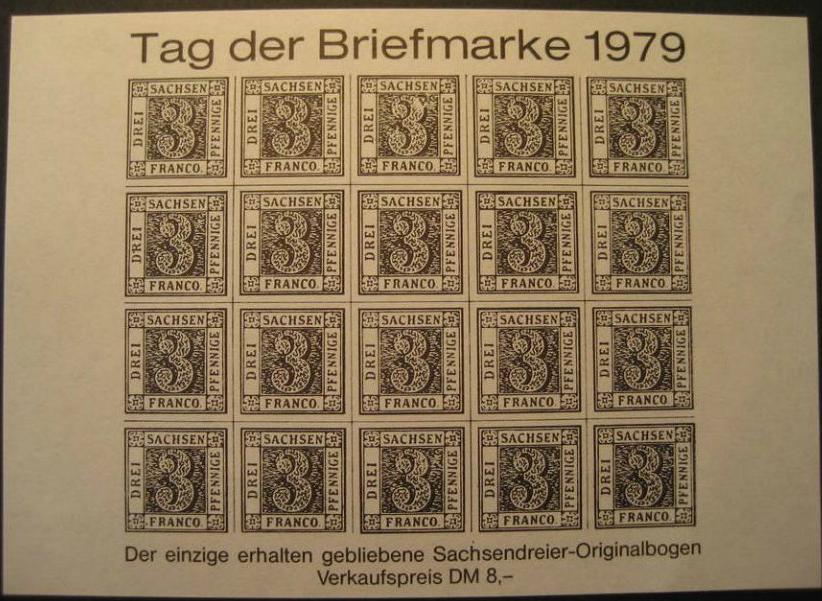 Tag der Briefmarke 1979
SACHSEN SACHSEN SACHSEN SACHSEN SACHSEN
DREI 3 PFENNIGE DREI 3 PFENNIGE DREI 3 PFENNIGE DREI 3 PFENNIGE DREI 3 PFENNIGE
FRANCO. FRANCO. FRANCO. FRANCO. FRANCO.
SACHSEN SACHSEN SACHSEN SACHSEN SACHSEN
DREI 3 PFENNIGE DREI 3 PFENNIGE DREI 3 PFENNIGE DREI 3 PFENNIGE DREI 3 PFENNIGE
FRANCO. FRANCO. FRANCO. FRANCO. FRANCO.
SACHSEN SACHSEN SACHSEN SACHSEN SACHSEN
DREI 3 PFENNIGE DREI 3 PFENNIGE DREI 3 PFENNIGE DREI 3 PFENNIGE DREI 3 PFENNIGE
FRANCO. FRANCO. FRANCO. FRANCO. FRANCO.
SACHSEN SACHSEN SACHSEN SACHSEN SACHSEN
DREI 3 PFENNIGE DREI 3 PFENNIGE DREI 3 PFENNIGE DREI 3 PFENNIGE DREI 3 PFENNIGE
FRANCO. FRANCO. FRANCO. FRANCO. FRANCO.
Der einzige erhalten gebliebene Sachsendreier-Originalbogen
Verkaufspreis DM 8,–